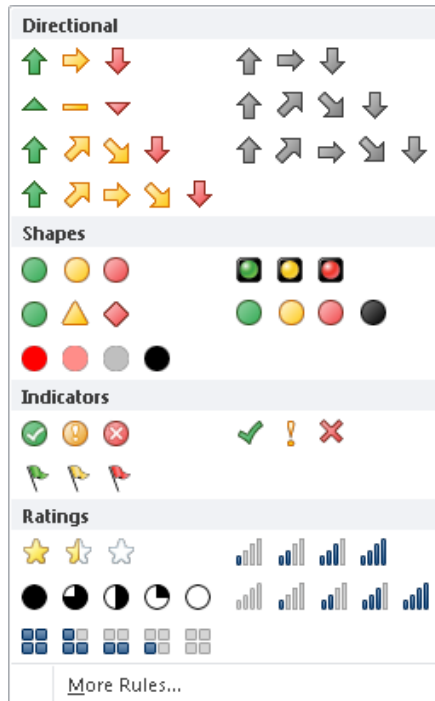 Directional
Shapes
Indicators
Ratings
More Rules...